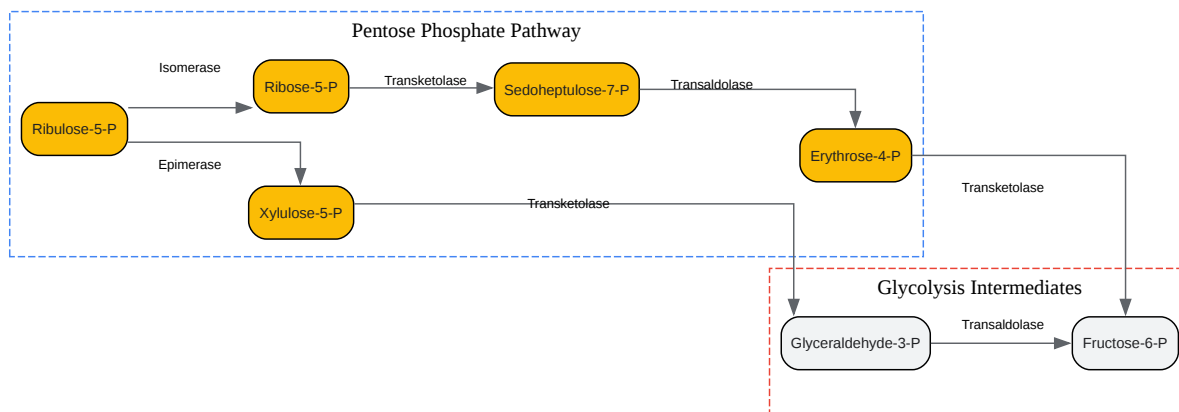 Pentose Phosphate Pathway
Isomerase
Ribose-5-P
Transketolase
Sedoheptulose-7-P
Transaldolase
Ribulose-5-P
Epimerase
Erythrose-4-P
Transketolase
Xylulose-5-P
Transketolase
Glycolysis Intermediates
Glyceraldehyde-3-P
Transaldolase
Fructose-6-P